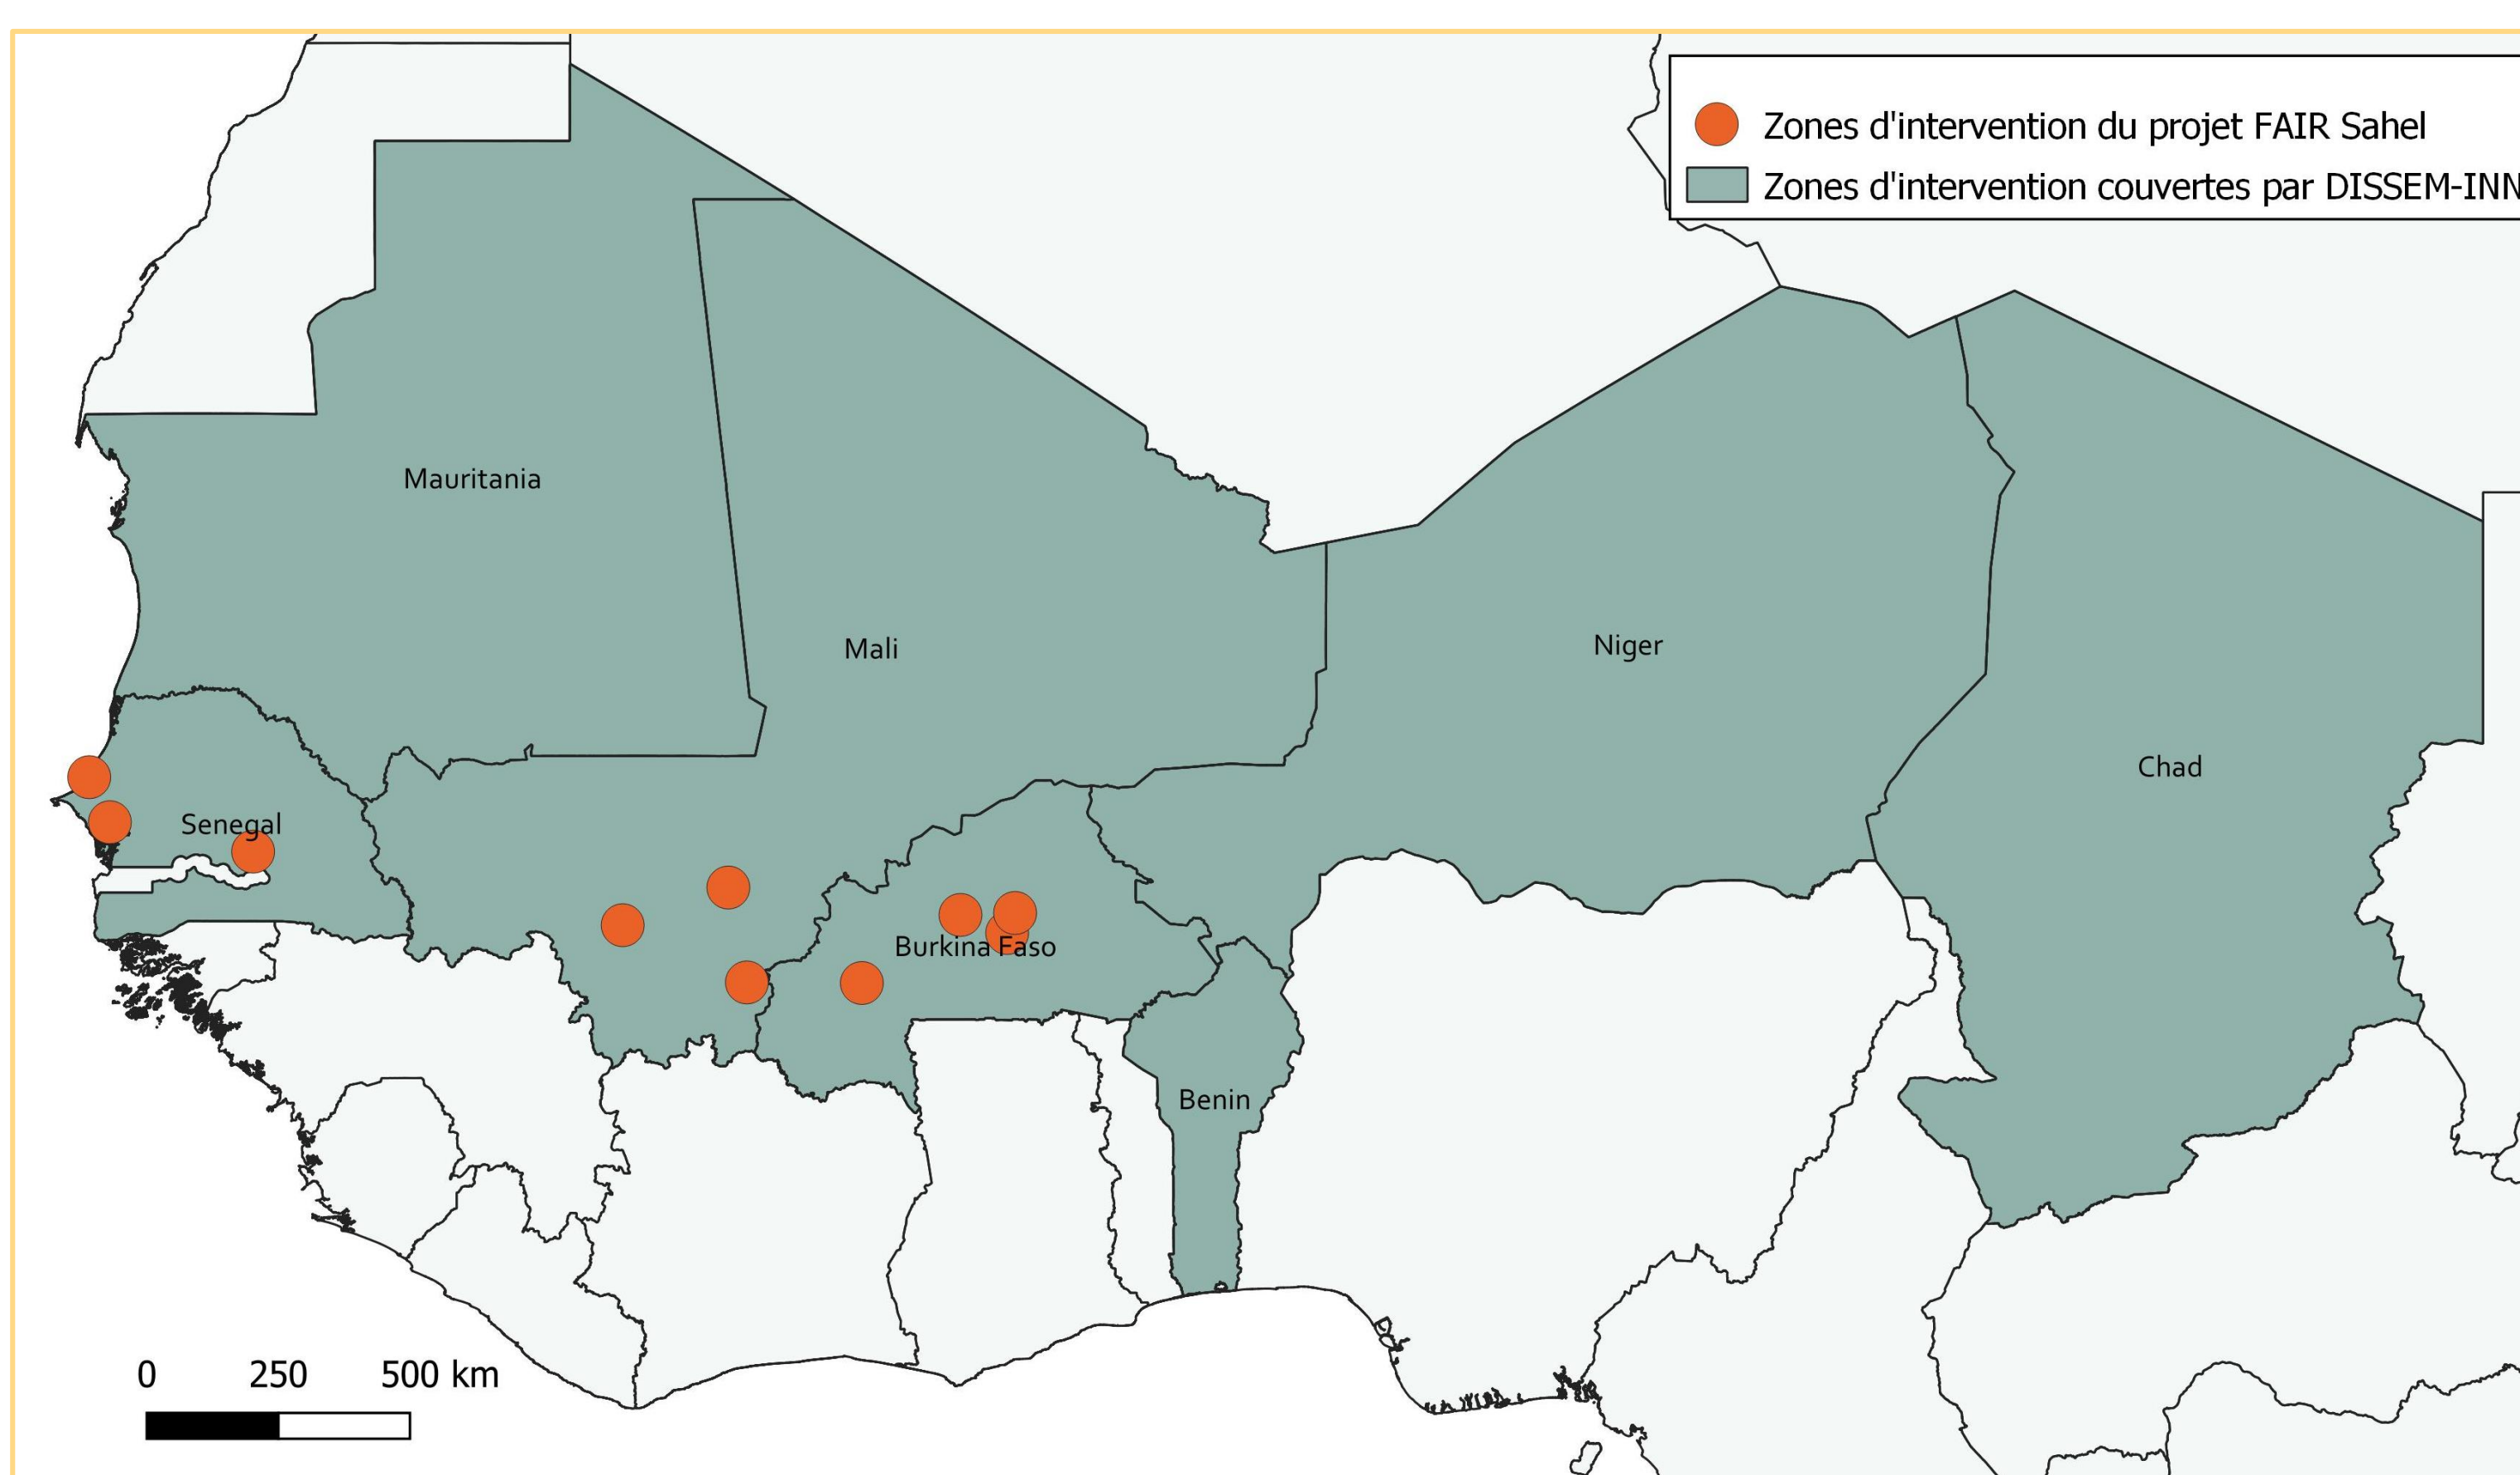 Zones d'intervention du projet FAIR Sahel
Zones d'intervention couvertes par DISSEM-INN
Mauritania
Mali
Niger
Chad
Senegal
Burkina Faso
Benin
0 250 500 km